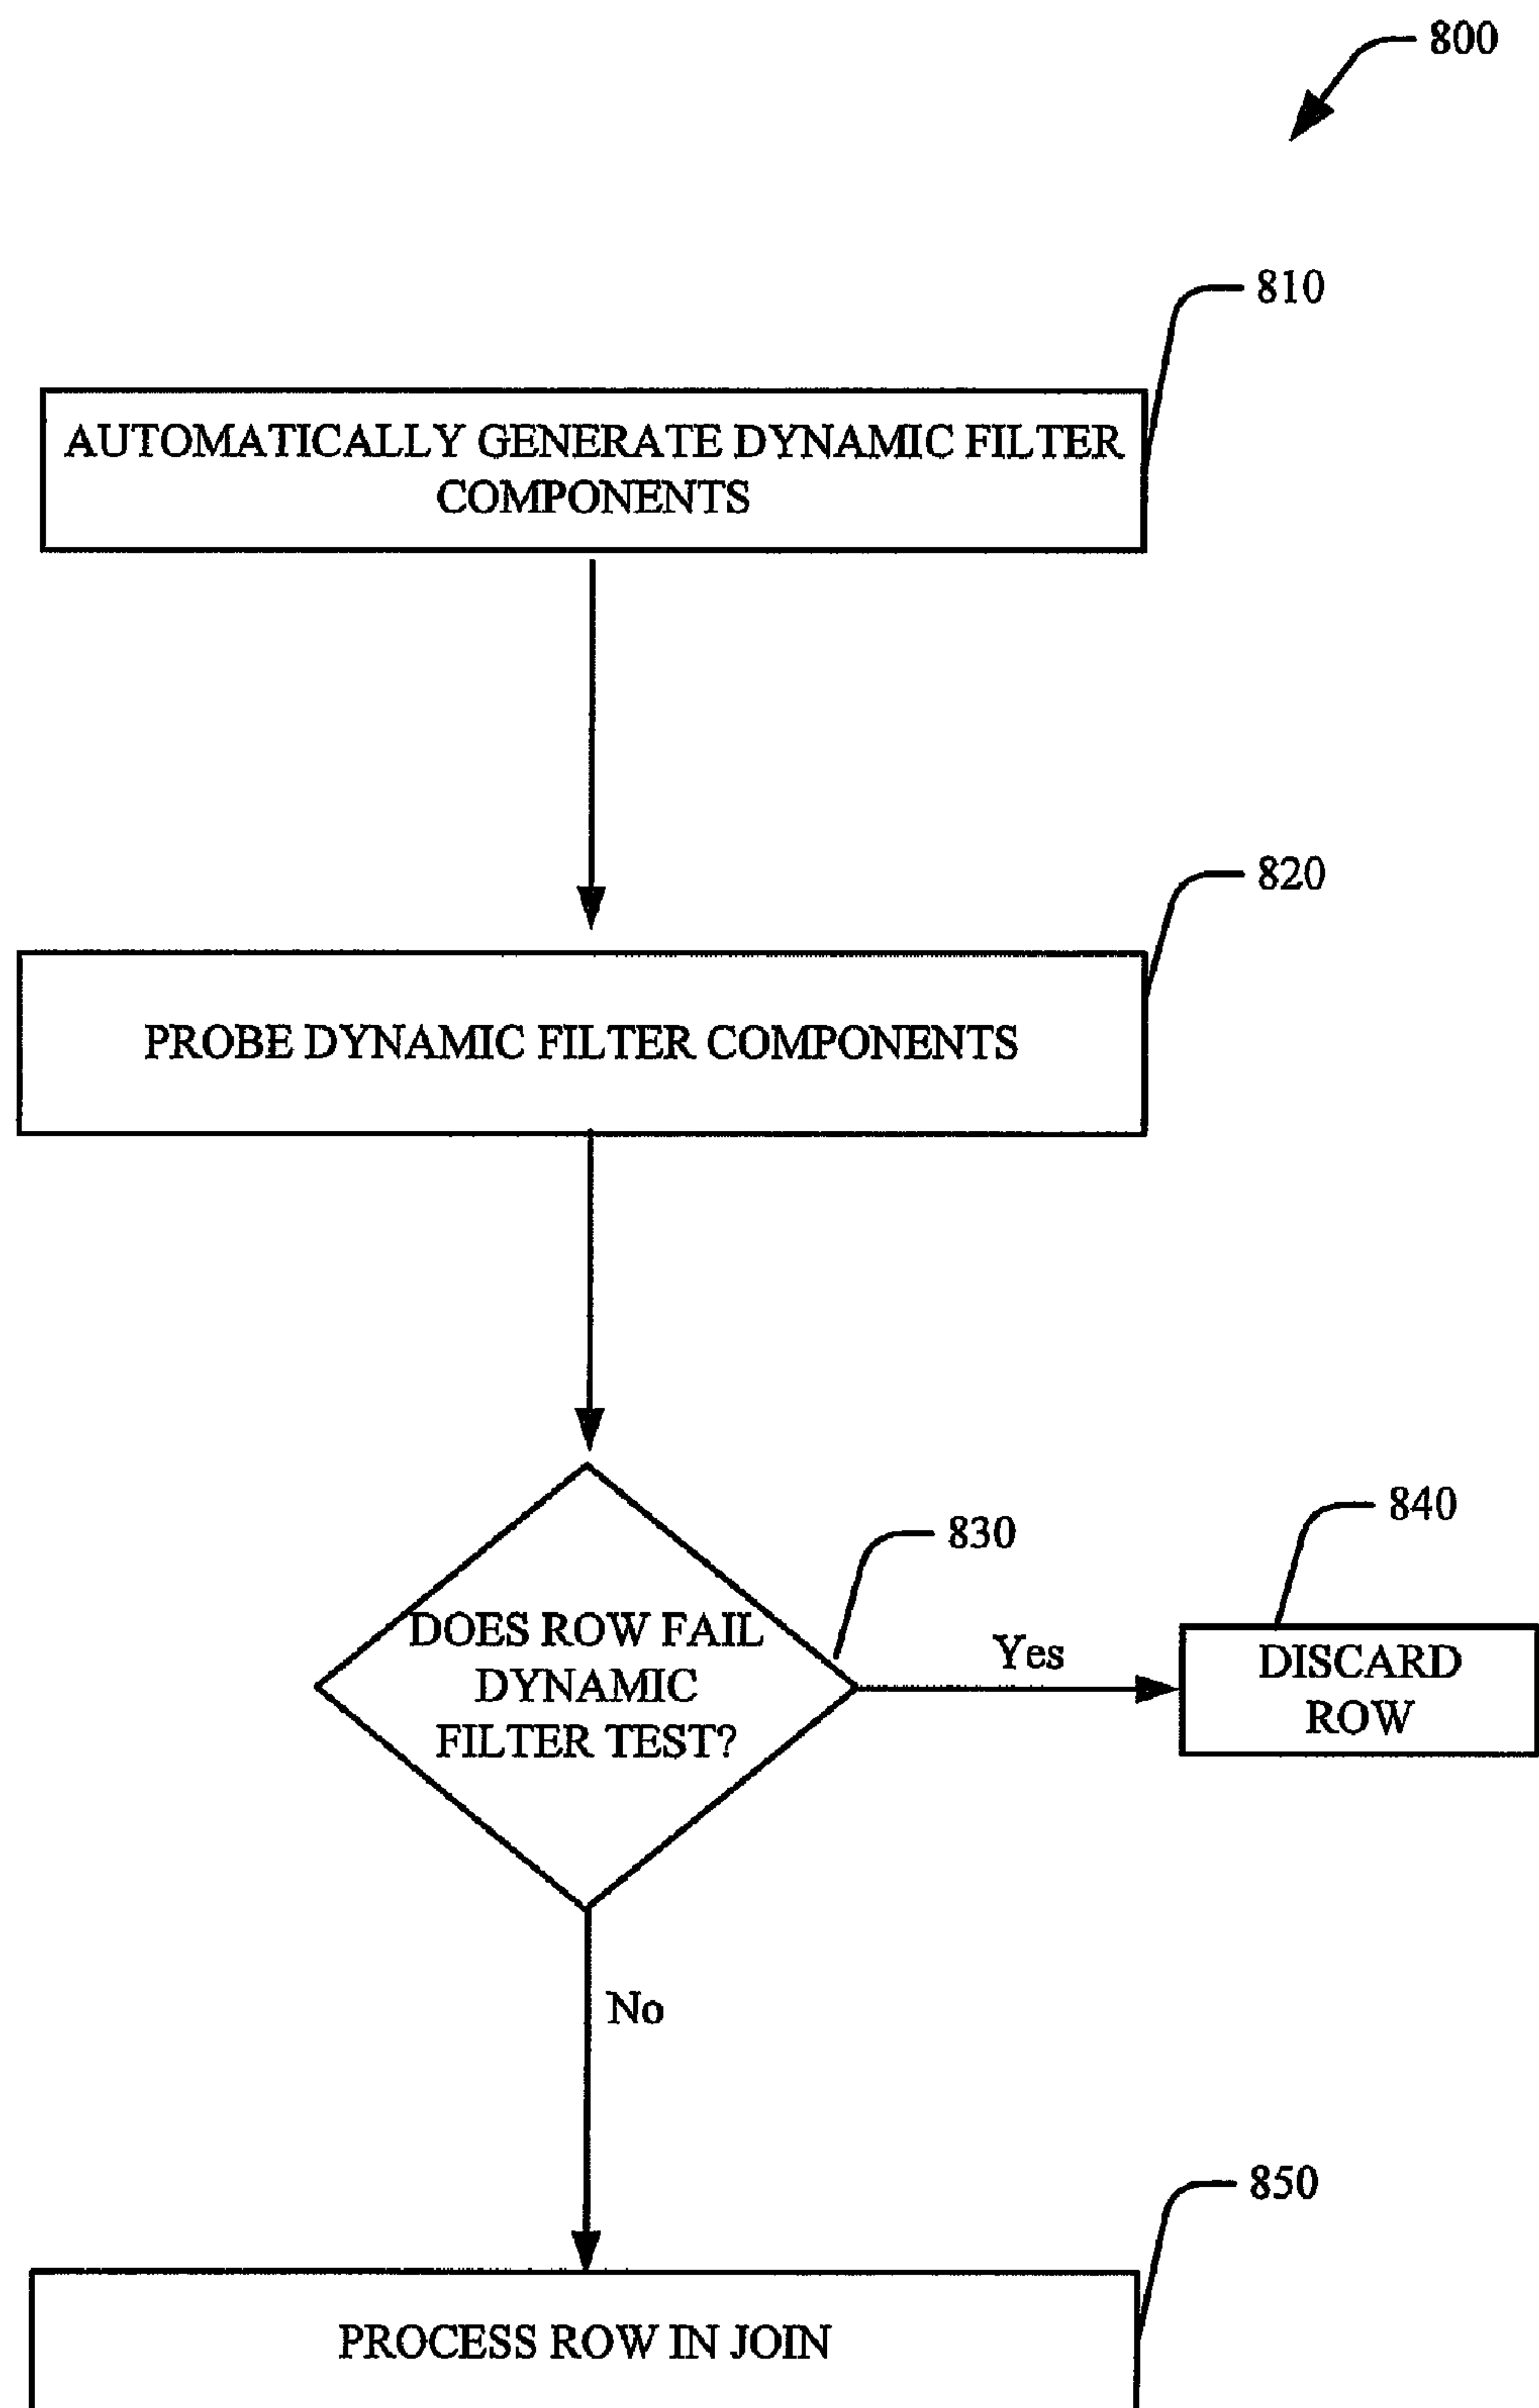 800
810
AUTOMATICALLY GENERATE DYNAMIC FILTER
COMPONENTS
820
PROBE DYNAMIC FILTER COMPONENTS
830
840
DOES ROW FAIL
DYNAMIC
FILTER TEST?
Yes
DISCARD
ROW
No
850
PROCESS ROW IN JOIN